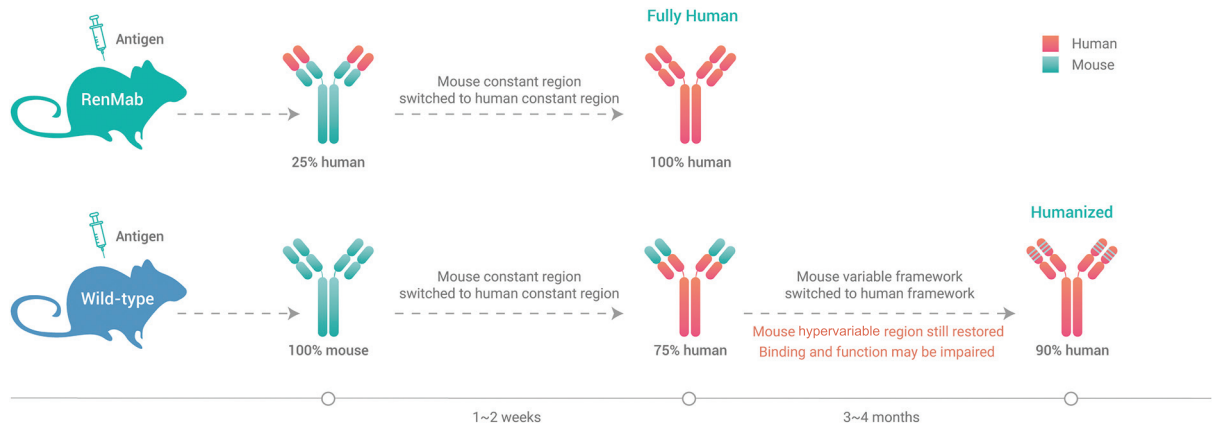 Fully Human
Antigen
Human
Mouse
RenMab
Mouse constant region
switched to human constant region
25% human
100% human
Humanized
Antigen
Wild-type
Mouse constant region
switched to human constant region
Mouse variable framework
switched to human framework
Mouse hypervariable region still restored
Binding and function may be impaired
100% mouse
75% human
90% human
1~2 weeks
3~4 months